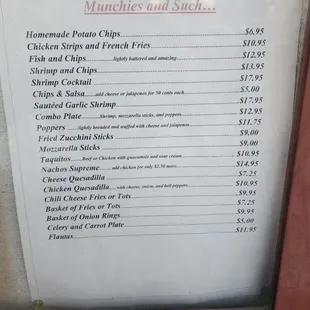 Munchies and Such...
Homemade Potato Chips $6.95
Chicken Strips and French Fries $10.95
Fish and Chips lightly battered and amazing $12.95
Shrimp and Chips $13.95
Shrimp Cocktail $17.95
Chips & Salsa add cheese or jalapenos for 50 cents each $5.00
Sautéed Garlic Shrimp $17.95
Combo Plate Shrimp, mozzarella sticks, and poppers $12.95
Poppers lightly breaded and stuffed with cheese and jalapenos $11.75
Fried Zucchini Sticks $9.00
Mozzarella Sticks $9.00
Taquitos Beef or Chicken with guacamole and sour cream $10.95
Nachos Supreme add chicken for only $2.50 more $14.95
Cheese Quesadilla $7.25
Chicken Quesadilla with cheese, onion, and bell peppers $10.95
Chili Cheese Fries or Tots $9.95
Basket of Fries or Tots $7.25
Basket of Onion Rings $9.95
Celery and Carrot Plate $5.00
Flautas $11.95